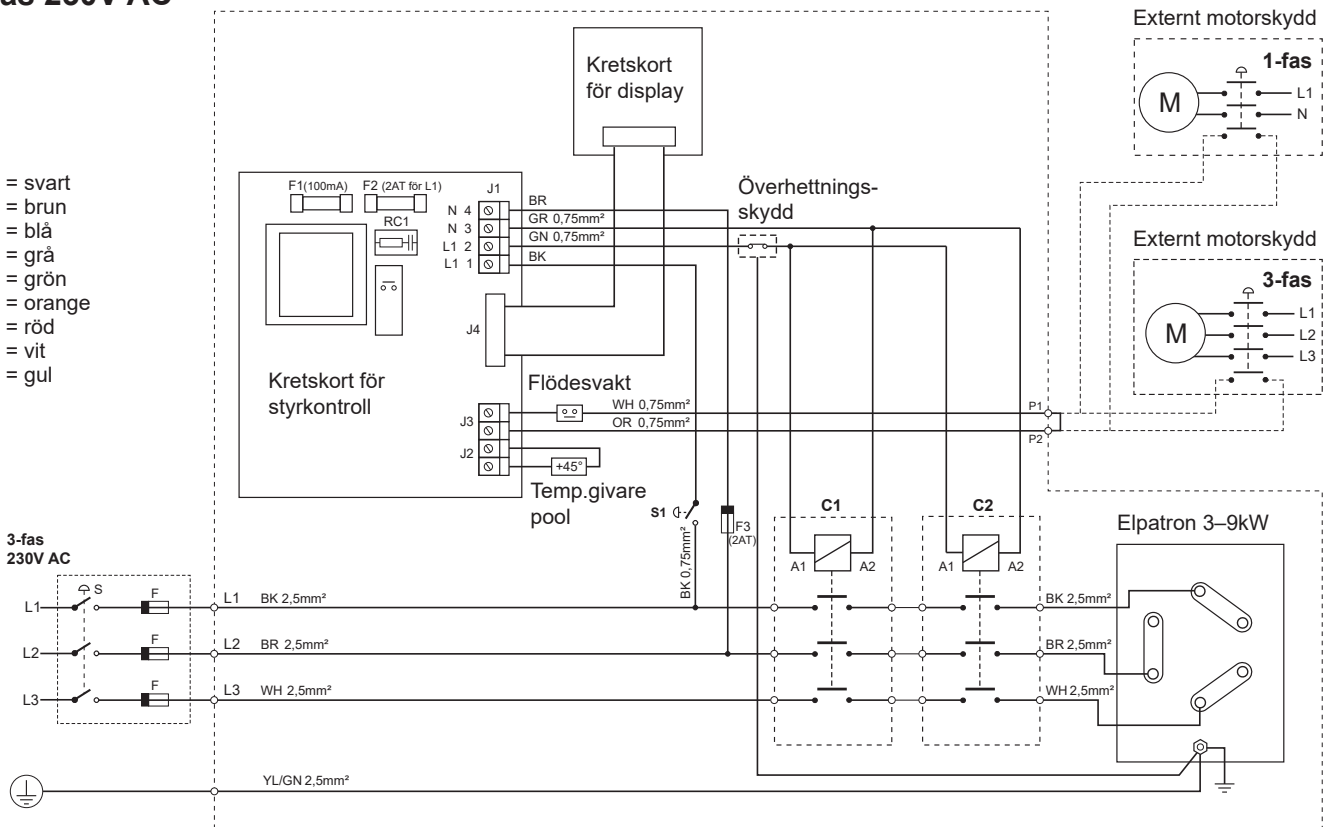 Externt motorskydd
1-fas
M
L1
N
Kretskort
för display
= svart
= brun
= blå
= grå
= grön
= orange
= röd
= vit
= gul
F1(100mA)
F2 (2AT för L1)
J1
RC1
N 4
N 3
L1 2
L1 1
BR
GR 0,75mm²
GN 0,75mm²
BK
Överhettnings-
skydd
Externt motorskydd
3-fas
M
L1
L2
L3
J4
Kretskort för
styrkontroll
Flödesvakt
WH 0,75mm²
OR 0,75mm²
P1
P2
J3
J2
+45°
Temp.givare
pool
S1
F3
(2AT)
BK 0,75mm²
C1
A1
A2
C2
A1
A2
Elpatron 3–9kW
3-fas
230V AC
S
L1
F
L1
BK 2,5mm²
BK 2,5mm²
L2
F
L2
BR 2,5mm²
BR 2,5mm²
L3
F
L3
WH 2,5mm²
WH 2,5mm²
YL/GN 2,5mm²